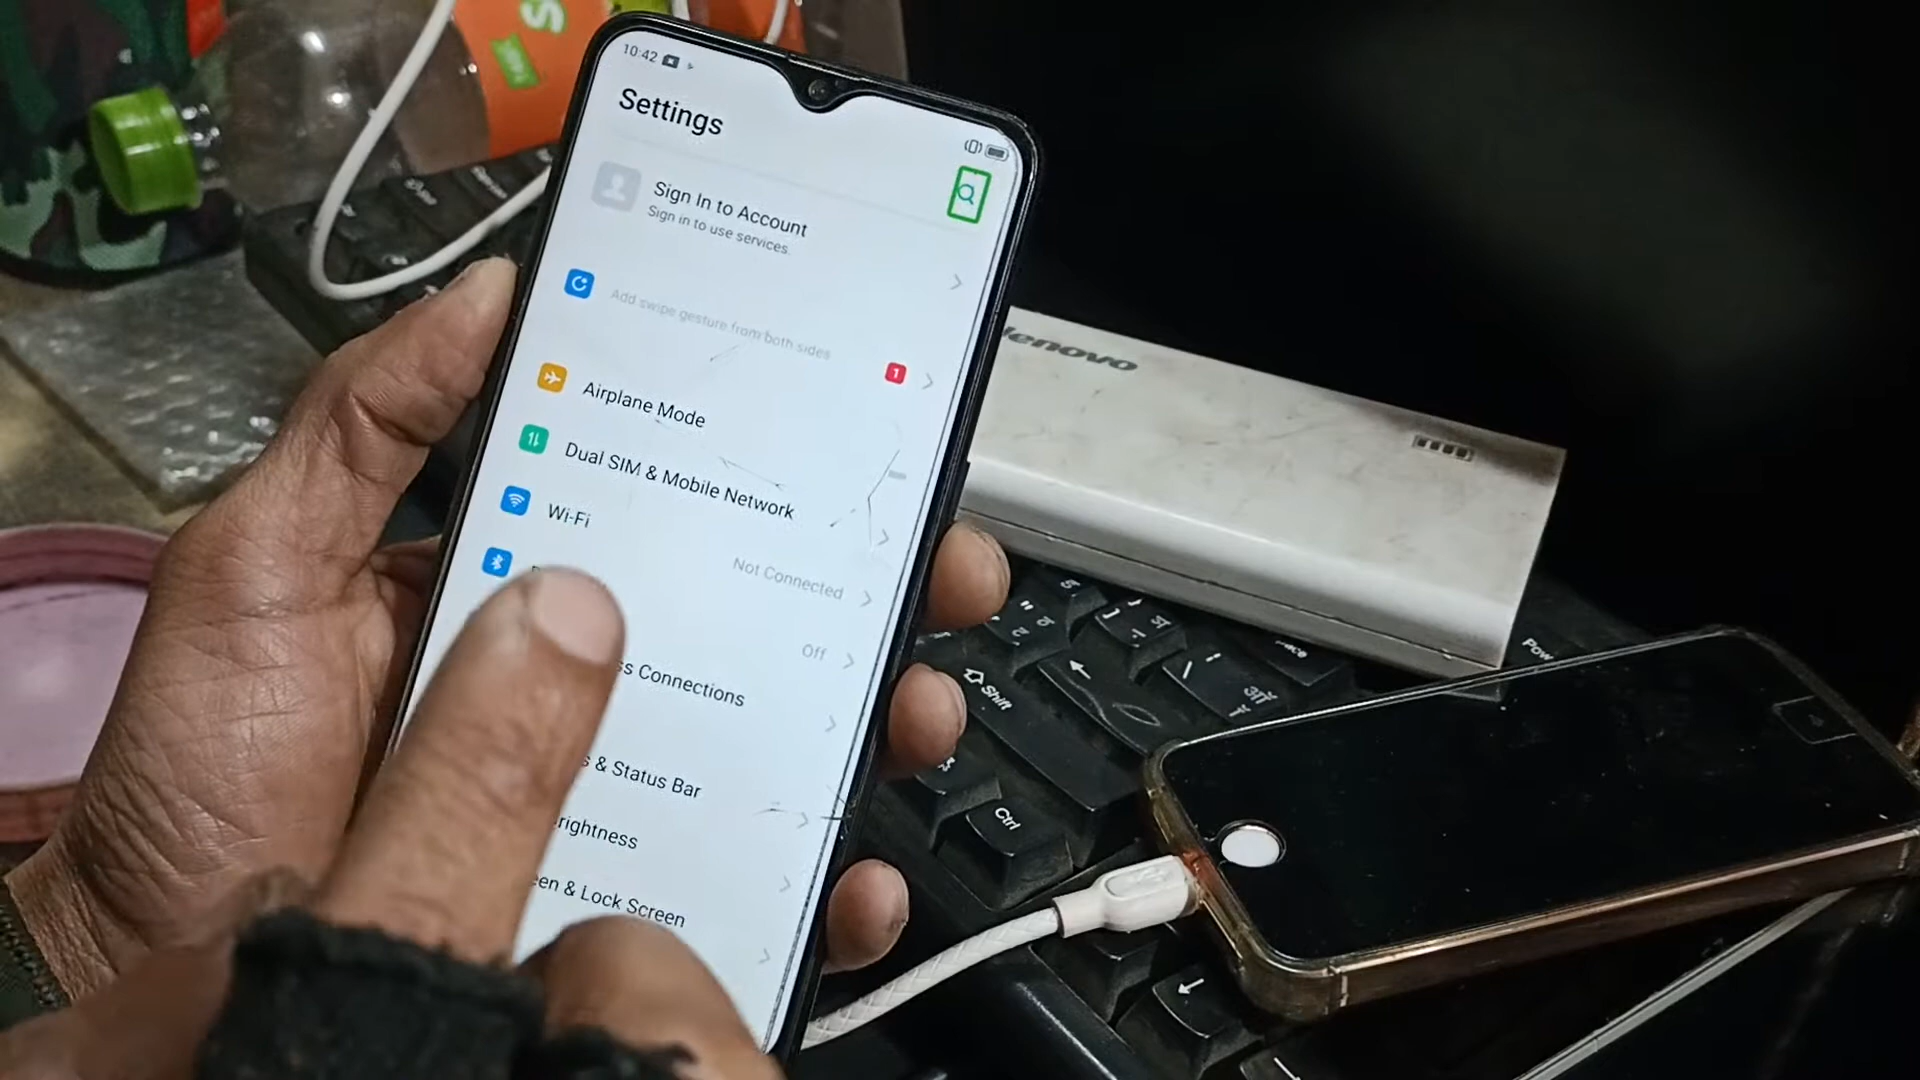 10:42
Settings
Sign In to Account
Sign in to use services.
Add swipe gesture from both sides
1
Airplane Mode
Dual SIM & Mobile Network
Wi-Fi
Not Connected
Off
ss Connections
s & Status Bar
rightness
en & Lock Screen
lenovo
Shift
Ctrl